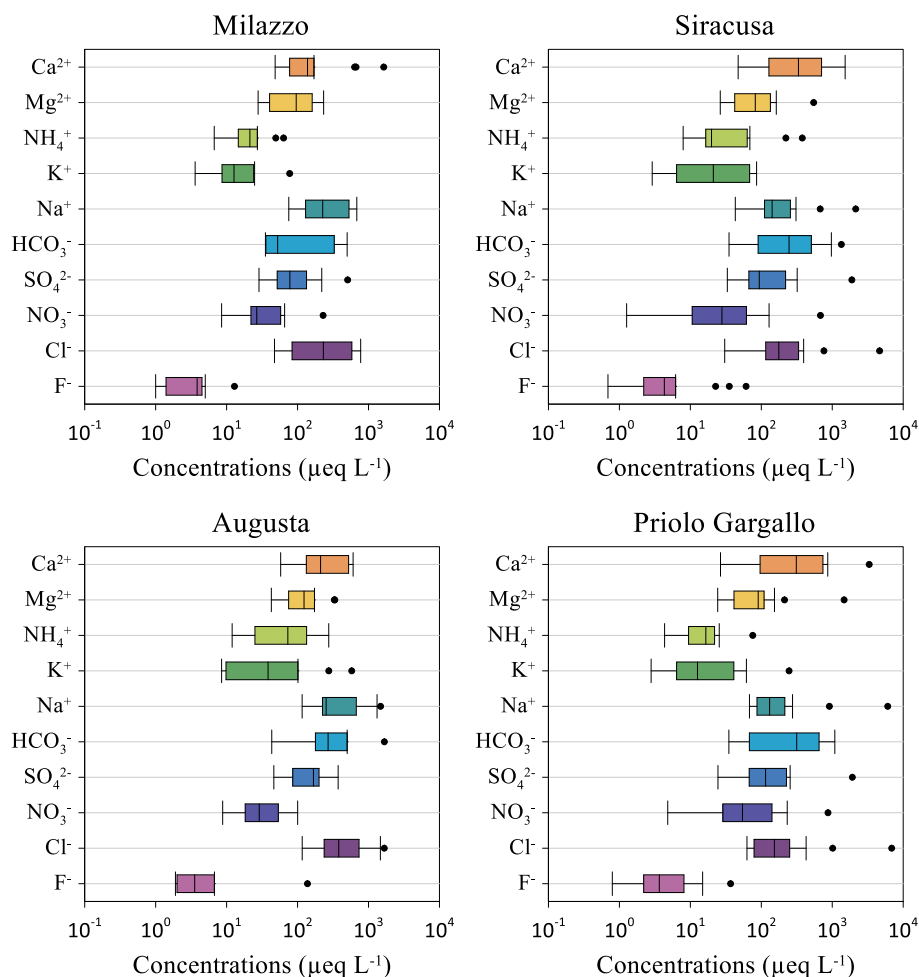 Milazzo
Ca²⁺
Mg²⁺
NH₄⁺
K⁺
Na⁺
HCO₃⁻
SO₄²⁻
NO₃⁻
Cl⁻
F⁻
10⁻¹ 10⁰ 10¹ 10² 10³ 10⁴
Concentrations (µeq L⁻¹)
Siracusa
Ca²⁺
Mg²⁺
NH₄⁺
K⁺
Na⁺
HCO₃⁻
SO₄²⁻
NO₃⁻
Cl⁻
F⁻
10⁻¹ 10⁰ 10¹ 10² 10³ 10⁴
Concentrations (µeq L⁻¹)
Augusta
Ca²⁺
Mg²⁺
NH₄⁺
K⁺
Na⁺
HCO₃⁻
SO₄²⁻
NO₃⁻
Cl⁻
F⁻
10⁻¹ 10⁰ 10¹ 10² 10³ 10⁴
Concentrations (µeq L⁻¹)
Priolo Gargallo
Ca²⁺
Mg²⁺
NH₄⁺
K⁺
Na⁺
HCO₃⁻
SO₄²⁻
NO₃⁻
Cl⁻
F⁻
10⁻¹ 10⁰ 10¹ 10² 10³ 10⁴
Concentrations (µeq L⁻¹)